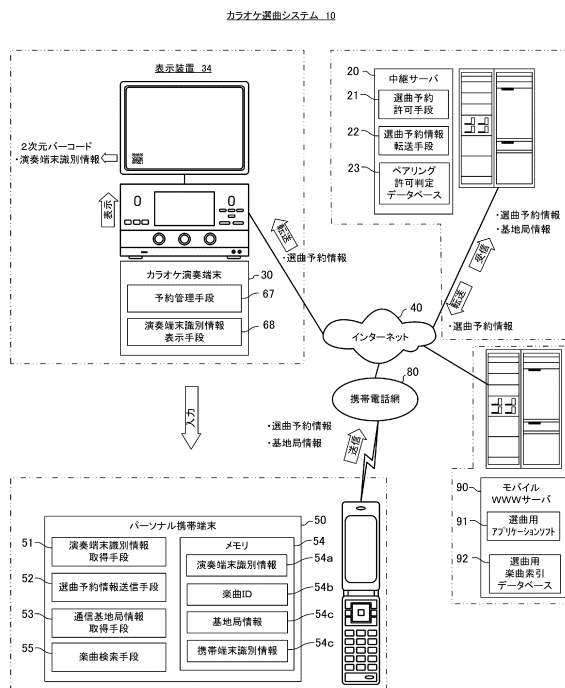 カラオケ選曲システム 10
表示装置 34
2次元バーコード
・演奏端末識別情報
表示
カラオケ演奏端末
30
予約管理手段
67
演奏端末識別情報
表示手段
68
転送
・選曲予約情報
20
中継サーバ
21
選曲予約
許可手段
22
選曲予約情報
転送手段
23
ペアリング
許可判定
データベース
・選曲予約情報
・基地局情報
受信
転送
・選曲予約情報
40
インターネット
80
携帯電話網
入力
・選曲予約情報
・基地局情報
送信
90
モバイル
WWWサーバ
91
選曲用
アプリケーションソフト
92
選曲用
楽曲索引
データベース
パーソナル携帯端末
50
51
演奏端末識別情報
取得手段
52
選曲予約情報送信手段
53
通信基地局情報
取得手段
55
楽曲検索手段
メモリ
54
演奏端末識別情報
54a
楽曲ID
54b
基地局情報
54c
携帯端末識別情報
54c